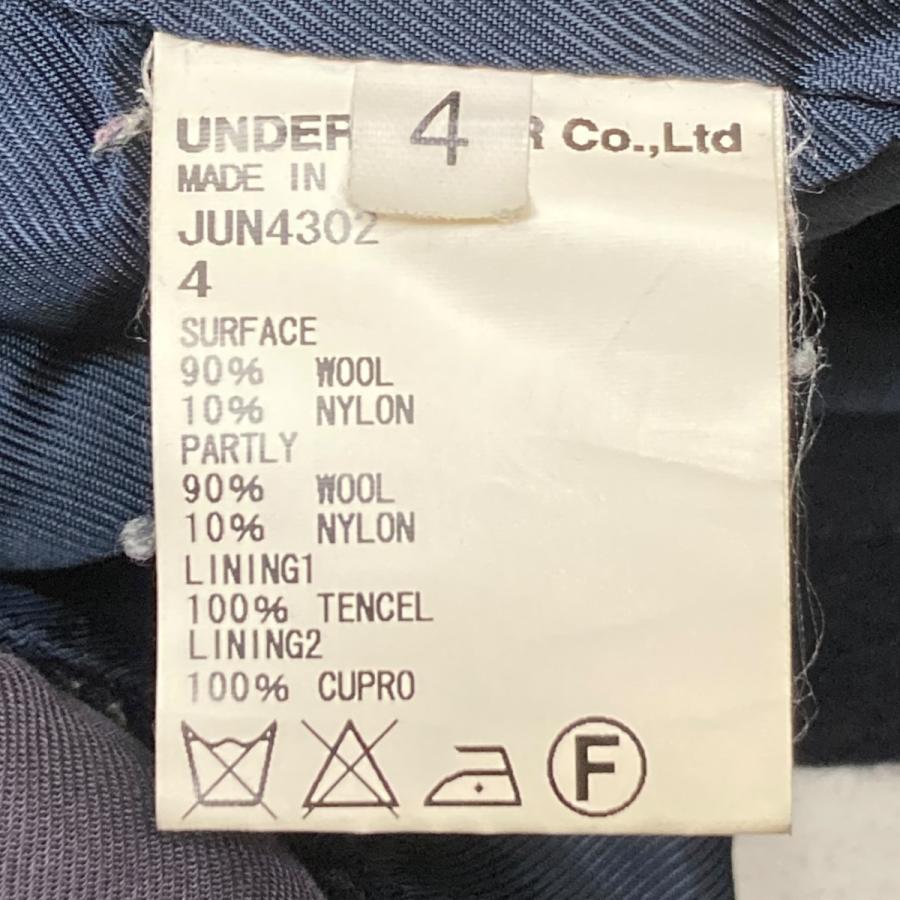 4
UNDER R Co.,Ltd
MADE IN
JUN4302
4
SURFACE
90% WOOL
10% NYLON
PARTLY
90% WOOL
10% NYLON
LINING1
100% TENCEL
LINING2
100% CUPRO
F